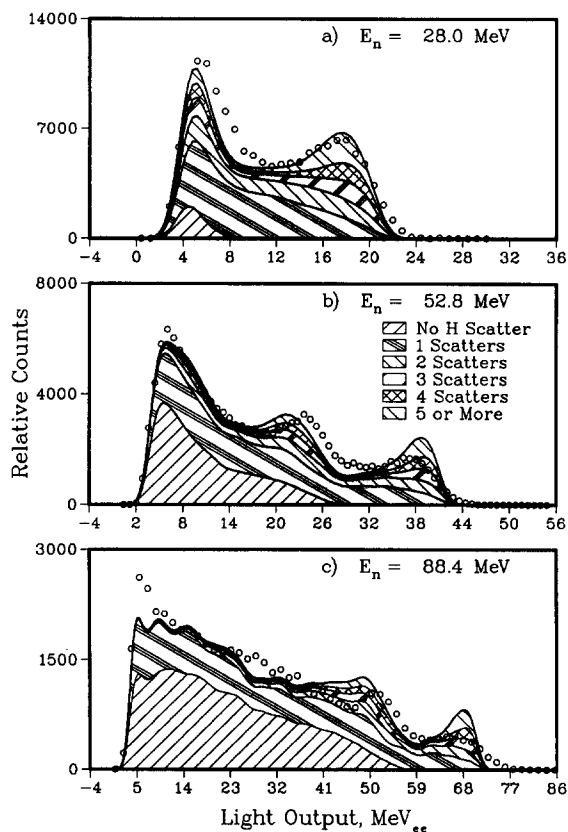 a) E_n = 28.0 MeV
14000
7000
0
-4 0 4 8 12 16 20 24 28 32 36
b) E_n = 52.8 MeV
8000
4000
0
No H Scatter
1 Scatters
2 Scatters
3 Scatters
4 Scatters
5 or More
-4 2 8 14 20 26 32 38 44 50 56
Relative Counts
c) E_n = 88.4 MeV
3000
1500
0
-4 5 14 23 32 41 50 59 68 77 86
Light Output, MeV_ee